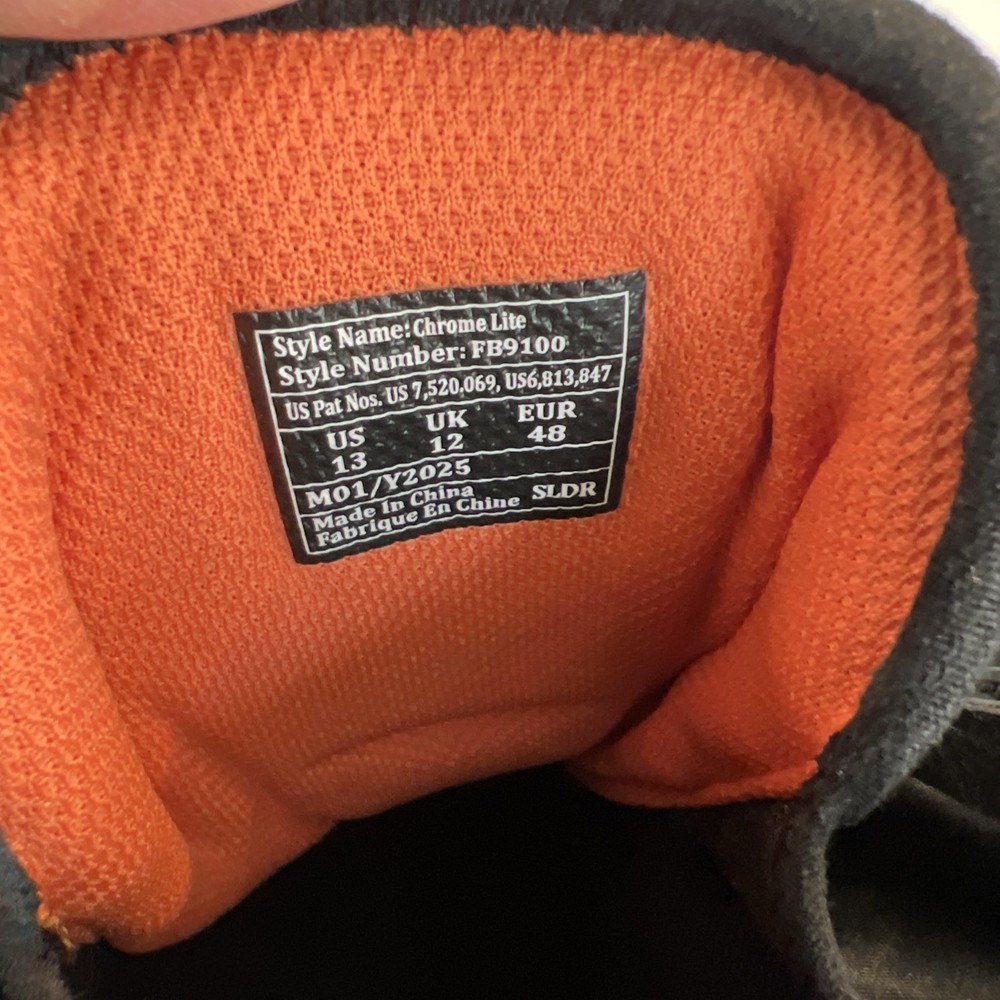 Style Name: Chrome Lite
Style Number: FB9100
US Pat Nos. US 7,520,069, US6,813,847
US UK EUR
13 12 48
M01/Y2025
Made In China
Fabrique En Chine SLDR